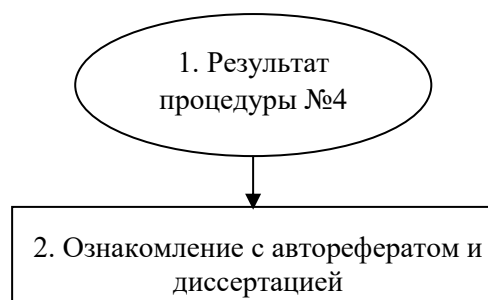 1. Результат
процедуры №4
2. Ознакомление с авторефератом и
диссертацией